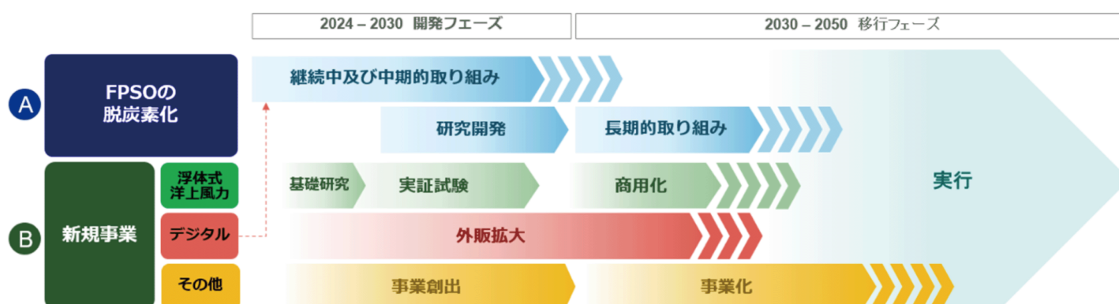 2024 – 2030 開発フェーズ
2030 – 2050 移行フェーズ
A
FPSOの
脱炭素化
継続中及び中期的取り組み
研究開発
長期的取り組み
B
新規事業
浮体式
洋上風力
基礎研究
実証試験
商用化
デジタル
外販拡大
その他
事業創出
事業化
実行